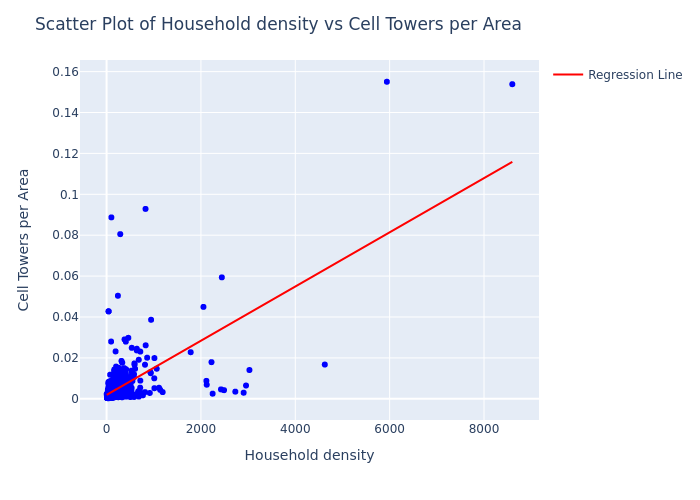 Scatter Plot of Household density vs Cell Towers per Area
Regression Line
Cell Towers per Area
0.16
0.14
0.12
0.1
0.08
0.06
0.04
0.02
0
0 2000 4000 6000 8000
Household density